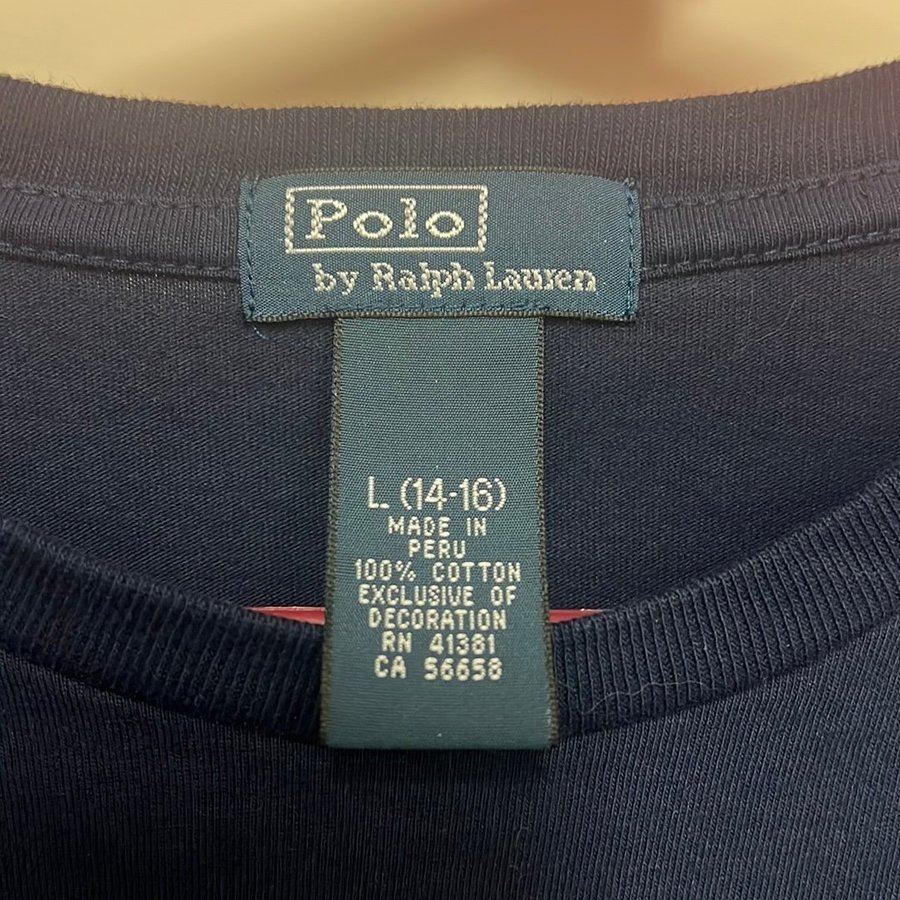 Polo
by Ralph Lauren
L (14-16)
MADE IN
PERU
100% COTTON
EXCLUSIVE OF
DECORATION
RN 41381
CA 56658